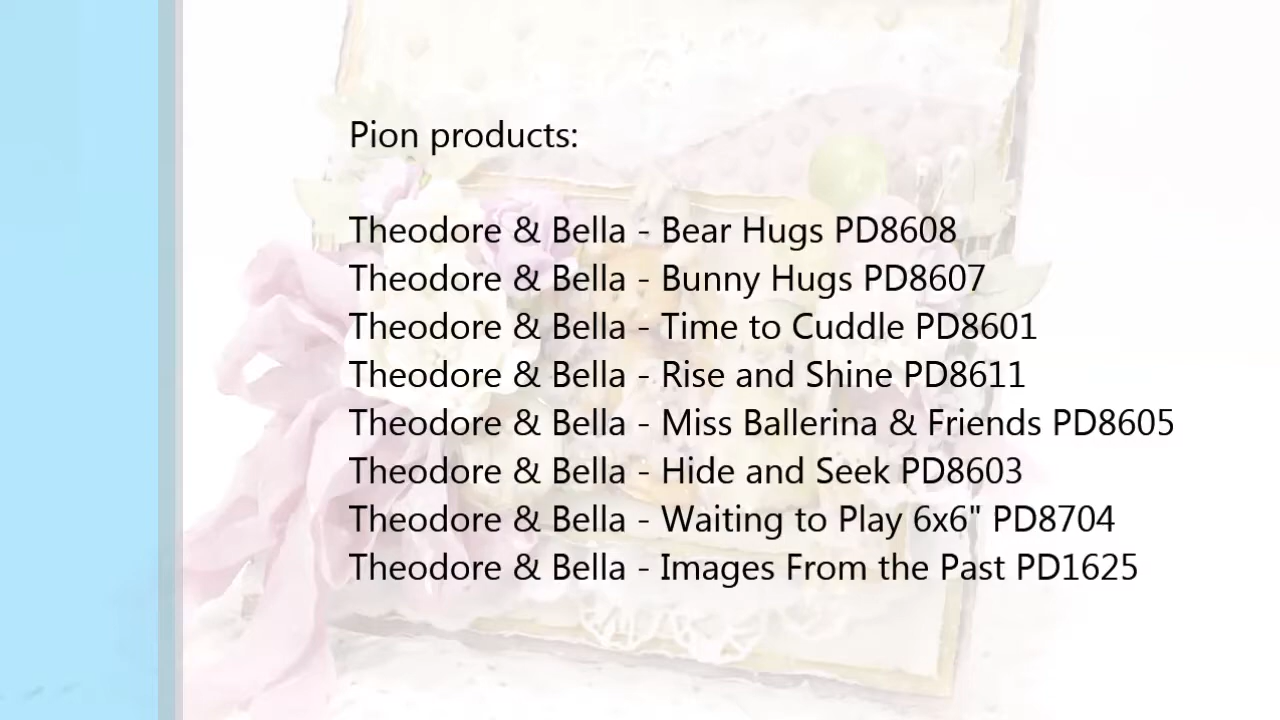 Pion products:
Theodore & Bella - Bear Hugs PD8608
Theodore & Bella - Bunny Hugs PD8607
Theodore & Bella - Time to Cuddle PD8601
Theodore & Bella - Rise and Shine PD8611
Theodore & Bella - Miss Ballerina & Friends PD8605
Theodore & Bella - Hide and Seek PD8603
Theodore & Bella - Waiting to Play 6x6" PD8704
Theodore & Bella - Images From the Past PD1625